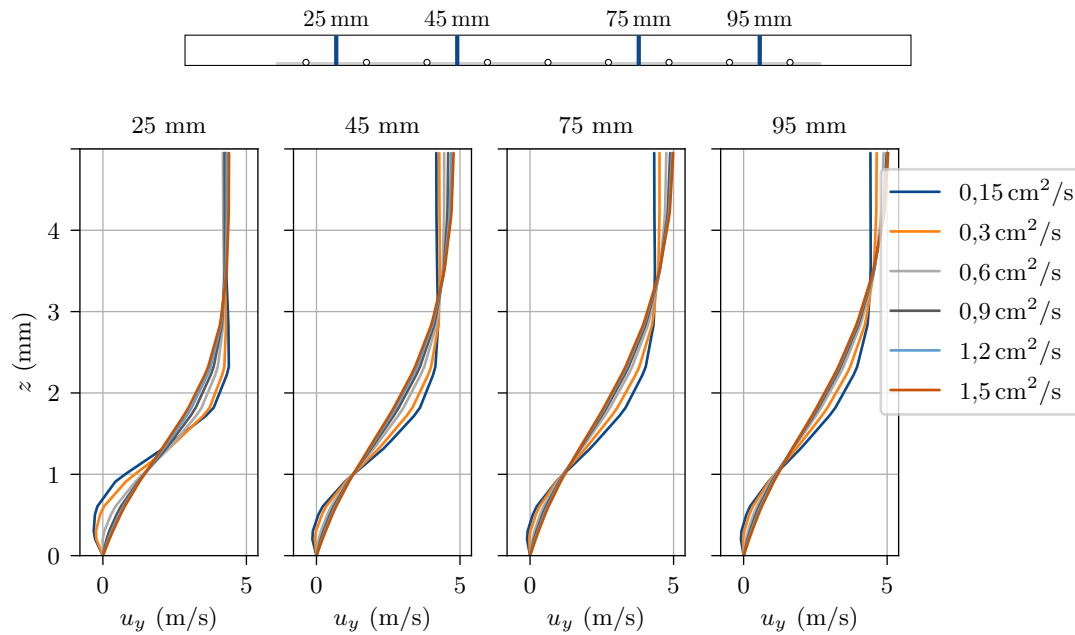 25 mm 45 mm 75 mm 95 mm
25 mm 45 mm 75 mm 95 mm
z (mm)
4
3
2
1
0
0 5 0 5 0 5 0 5
u_y (m/s) u_y (m/s) u_y (m/s) u_y (m/s)
0,15 cm²/s
0,3 cm²/s
0,6 cm²/s
0,9 cm²/s
1,2 cm²/s
1,5 cm²/s